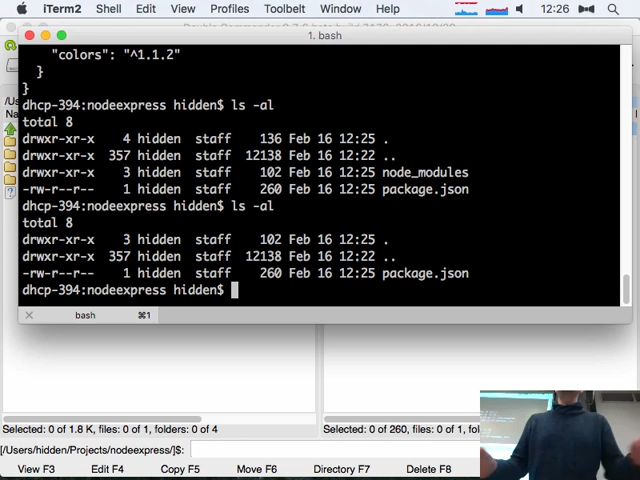 iTerm2 Shell Edit View Profiles Toolbelt Window Help 12:26
1. bash
"colors": "^1.1.2"
}
}
dhcp-394:nodeexpress hidden$ ls -al
total 8
drwxr-xr-x 4 hidden staff 136 Feb 16 12:25 .
drwxr-xr-x 357 hidden staff 12138 Feb 16 12:22 ..
drwxr-xr-x 3 hidden staff 102 Feb 16 12:25 node_modules
-rw-r--r-- 1 hidden staff 260 Feb 16 12:25 package.json
dhcp-394:nodeexpress hidden$ ls -al
total 8
drwxr-xr-x 3 hidden staff 102 Feb 16 12:25 .
drwxr-xr-x 357 hidden staff 12138 Feb 16 12:22 ..
-rw-r--r-- 1 hidden staff 260 Feb 16 12:25 package.json
dhcp-394:nodeexpress hidden$
bash ⌘1
Selected: 0 of 1.8 K, files: 0 of 1, folders: 0 of 4 Selected: 0 of 260, files: 0 of 1, fold
[/Users/hidden/Projects/nodeexpress/]$:
View F3 Edit F4 Copy F5 Move F6 Directory F7 Delete F8